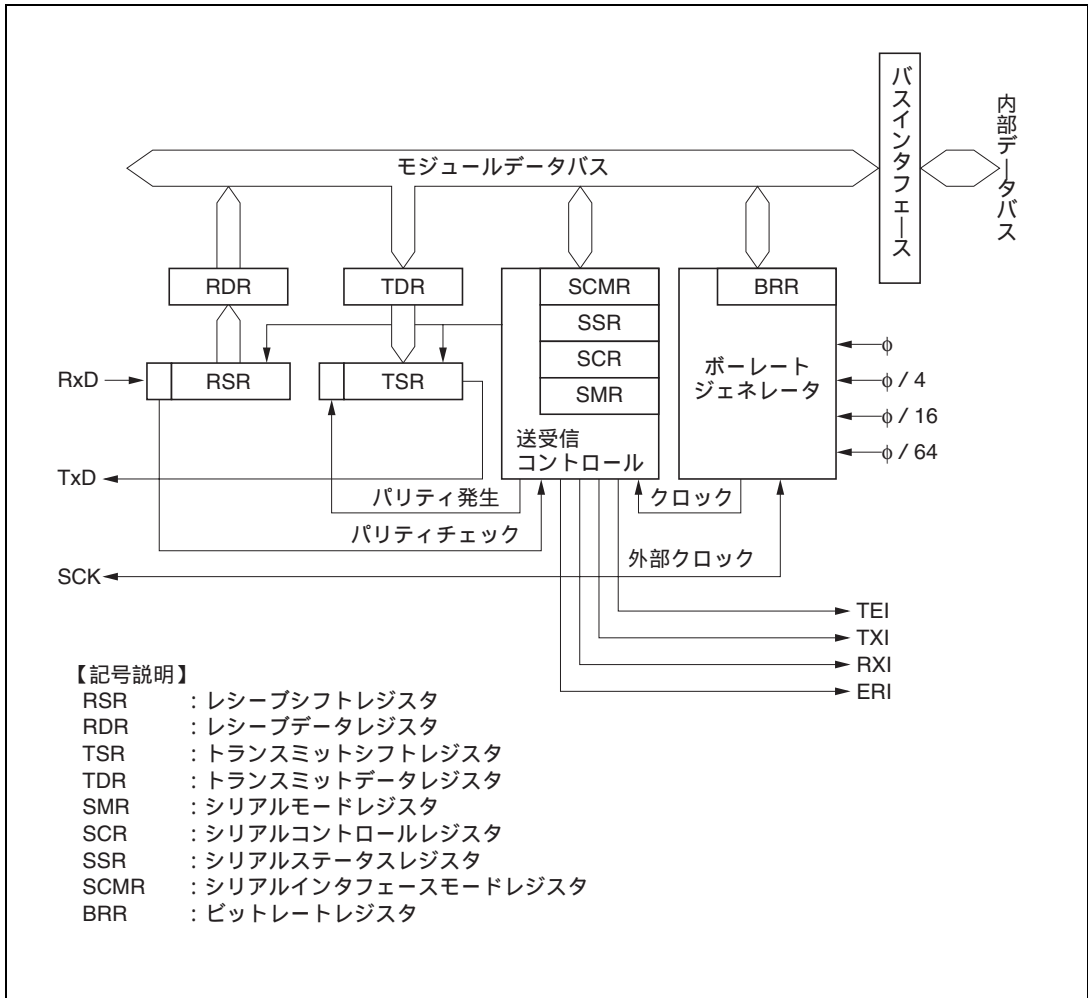 バスインタフェース
内部データバス
モジュールデータバス
RDR
TDR
SCMR
BRR
SSR
SCR
SMR
RxD
RSR
TSR
ボーレート
ジェネレータ
φ
φ / 4
φ / 16
φ / 64
送受信
コントロール
TxD
パリティ発生
クロック
パリティチェック
外部クロック
SCK
TEI
TXI
RXI
ERI
【記号説明】
RSR : レシーブシフトレジスタ
RDR : レシーブデータレジスタ
TSR : トランスミットシフトレジスタ
TDR : トランスミットデータレジスタ
SMR : シリアルモードレジスタ
SCR : シリアルコントロールレジスタ
SSR : シリアルステータスレジスタ
SCMR : シリアルインタフェースモードレジスタ
BRR : ビットレートレジスタ